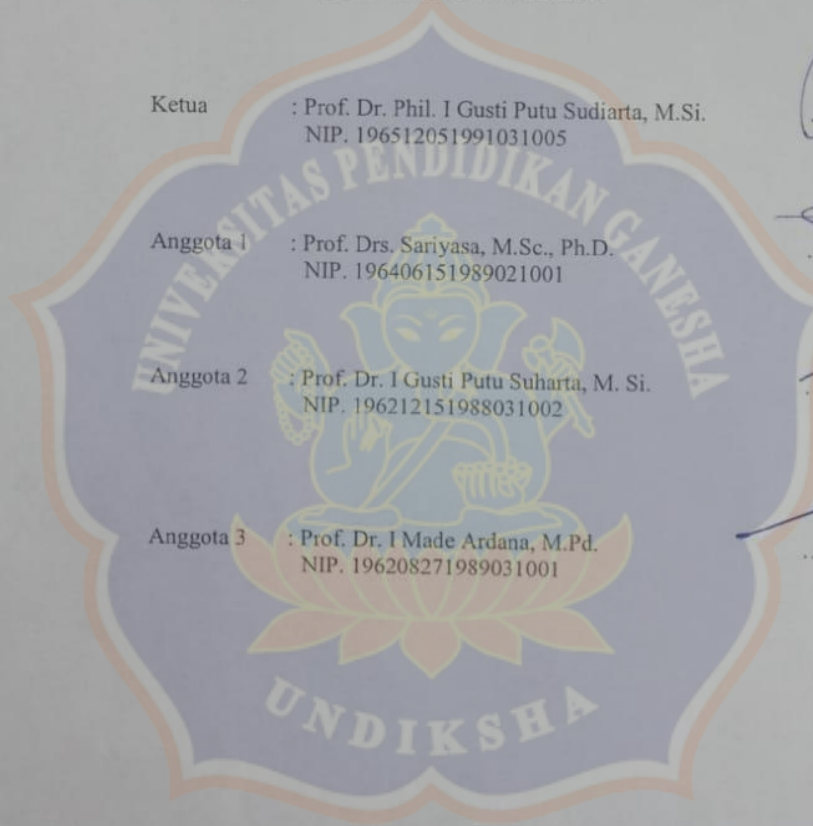 Ketua : Prof. Dr. Phil. I Gusti Putu Sudiarta, M.Si.
NIP. 196512051991031005
UNIVERSITAS PENDIDIKAN GANESHA
Anggota 1 : Prof. Drs. Sariyasa, M.Sc., Ph.D.
NIP. 196406151989021001
Anggota 2 : Prof. Dr. I Gusti Putu Suharta, M. Si.
NIP. 196212151988031002
Anggota 3 : Prof. Dr. I Made Ardana, M.Pd.
NIP. 196208271989031001
UNDIKSHA